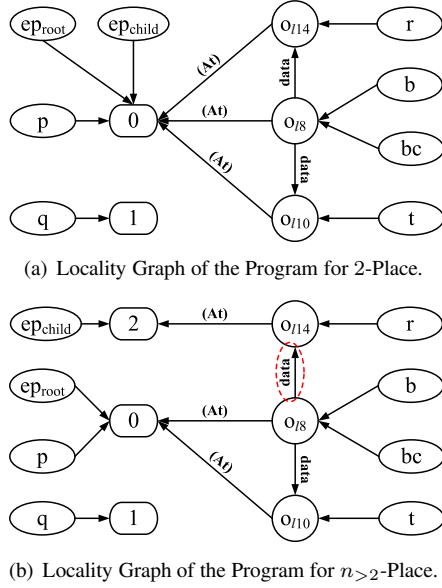 ep_root ep_child o_l14 r
(At) data
p 0 (At) o_l8 b
bc
(At) data
q 1 o_l10 t
(a) Locality Graph of the Program for 2-Place.
ep_child 2 (At) o_l14 r
data
ep_root b
0 (At) o_l8
p bc
(At) data
q 1 o_l10 t
(b) Locality Graph of the Program for n_{>2}-Place.